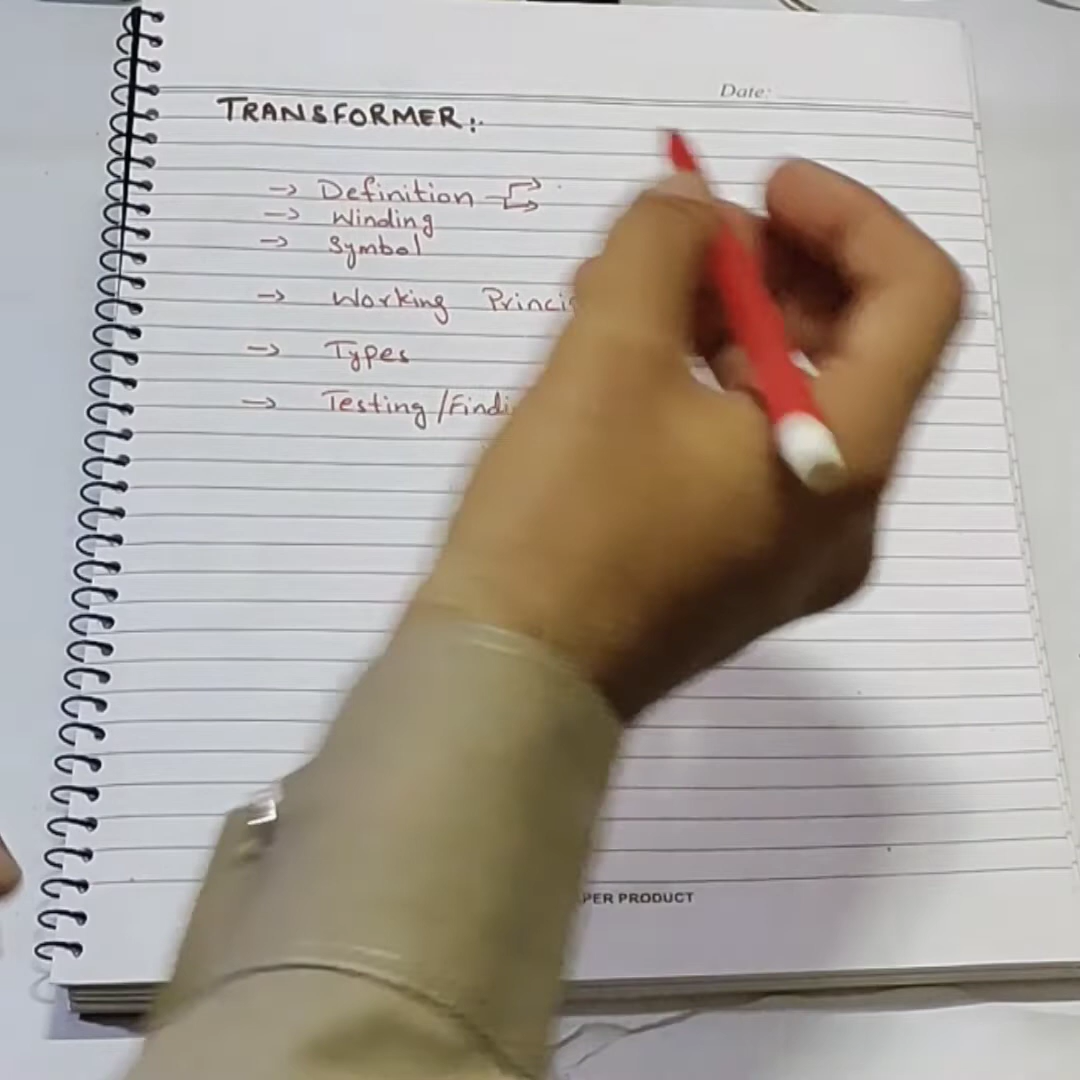 Date:
TRANSFORMER:
→ Definition
→ Winding
→ Symbol
→ Working
→ Types
→ Testing /
PER PRODUCT